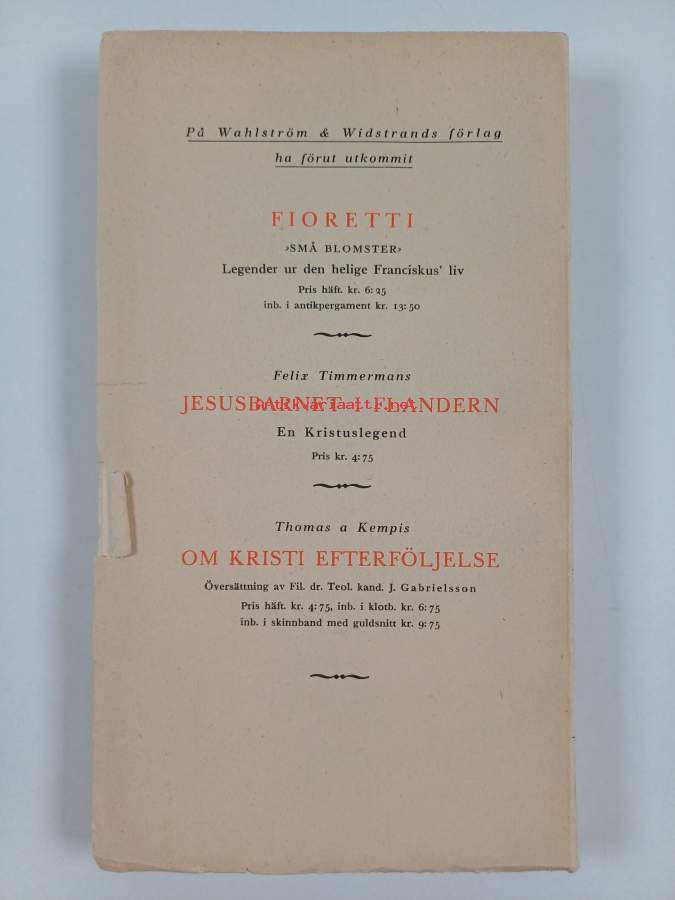 På Wahlström & Widstrands förlag
ha förut utkommit
FIORETTI
›SMÅ BLOMSTER›
Legender ur den helige Franciskus' liv
Pris häft. kr. 6:25
inb. i antikpergament kr. 13:50
Felix Timmermans
JESUSBARNET I FLANDERN
antikvariaatti.net
En Kristuslegend
Pris kr. 4:75
Thomas a Kempis
OM KRISTI EFTERFÖLJELSE
Översättning av Fil. dr. Teol. kand. J. Gabrielsson
Pris häft. kr. 4:75, inb. i klotb. kr. 6:75
inb. i skinnband med guldsnitt kr. 9:75